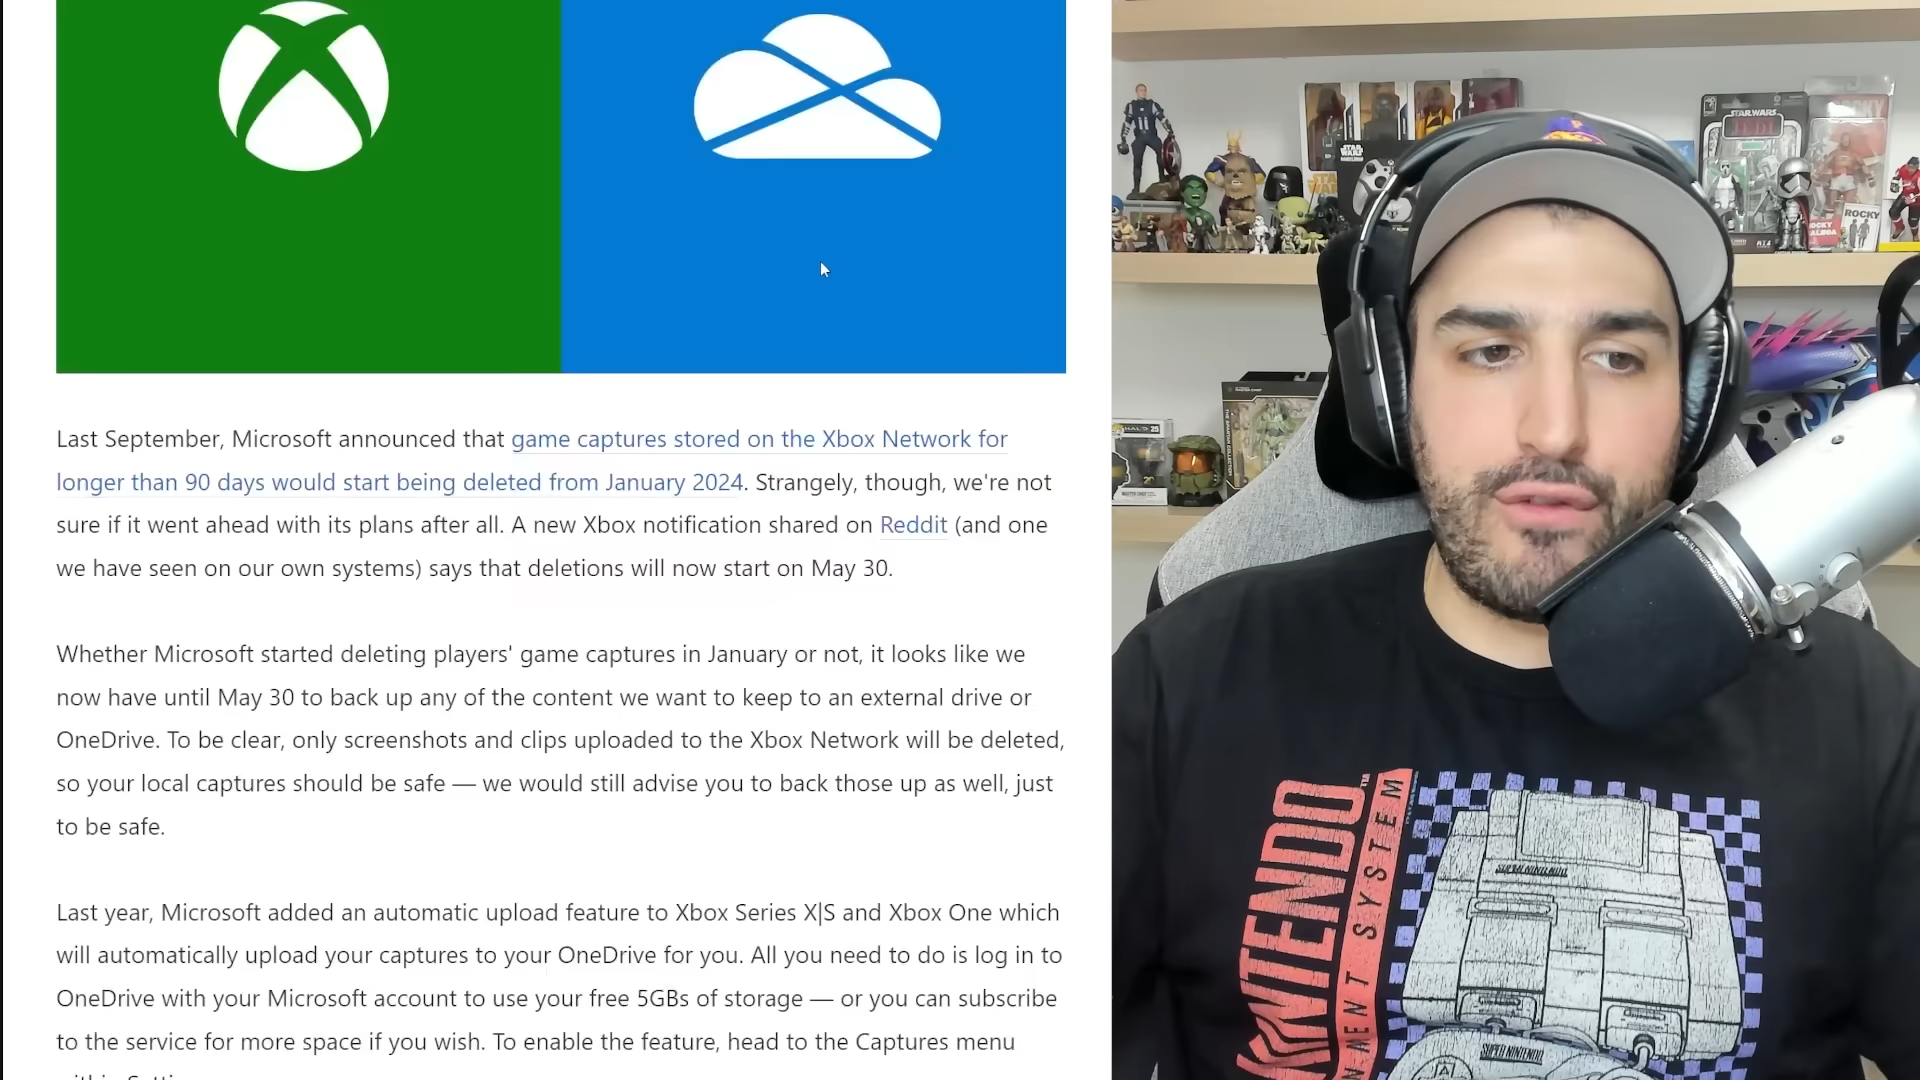 Last September, Microsoft announced that game captures stored on the Xbox Network for
longer than 90 days would start being deleted from January 2024. Strangely, though, we're not
sure if it went ahead with its plans after all. A new Xbox notification shared on Reddit (and one
we have seen on our own systems) says that deletions will now start on May 30.
Whether Microsoft started deleting players' game captures in January or not, it looks like we
now have until May 30 to back up any of the content we want to keep to an external drive or
OneDrive. To be clear, only screenshots and clips uploaded to the Xbox Network will be deleted,
so your local captures should be safe — we would still advise you to back those up as well, just
to be safe.
Last year, Microsoft added an automatic upload feature to Xbox Series X|S and Xbox One which
will automatically upload your captures to your OneDrive for you. All you need to do is log in to
OneDrive with your Microsoft account to use your free 5GBs of storage — or you can subscribe
to the service for more space if you wish. To enable the feature, head to the Captures menu
STAR WARS
STAR WARS
JEDI
ROCKY
ROCKY
HALO 25
NINTENDO
SYSTEM
SUPER NINTENDO
SUPER NINTENDO